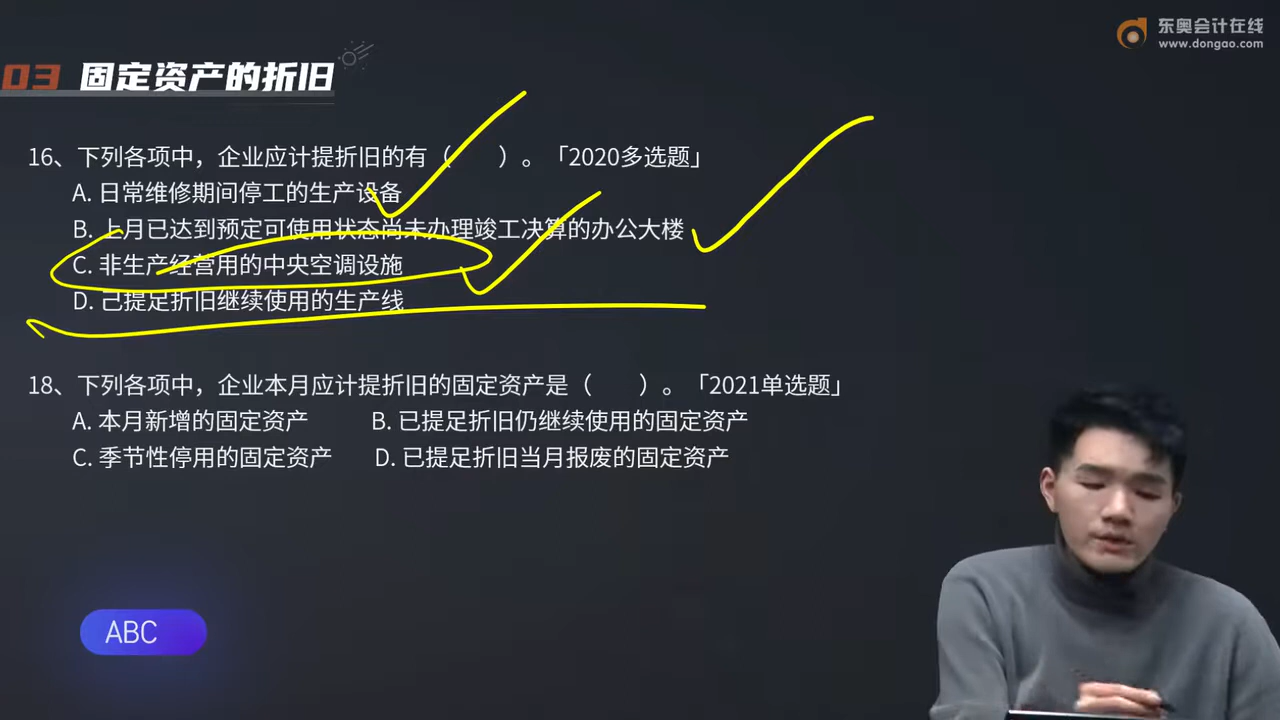 东奥会计在线
www.dongao.com
03 固定资产的折旧
16、下列各项中，企业应计提折旧的有（　　）。「2020多选题」
A. 日常维修期间停工的生产设备
B. 上月已达到预定可使用状态尚未办理竣工决算的办公大楼
C. 非生产经营用的中央空调设施
D. 己提足折旧继续使用的生产线
18、下列各项中，企业本月应计提折旧的固定资产是（　　）。「2021单选题」
A. 本月新增的固定资产　　B. 已提足折旧仍继续使用的固定资产
C. 季节性停用的固定资产　　D. 已提足折旧当月报废的固定资产
ABC